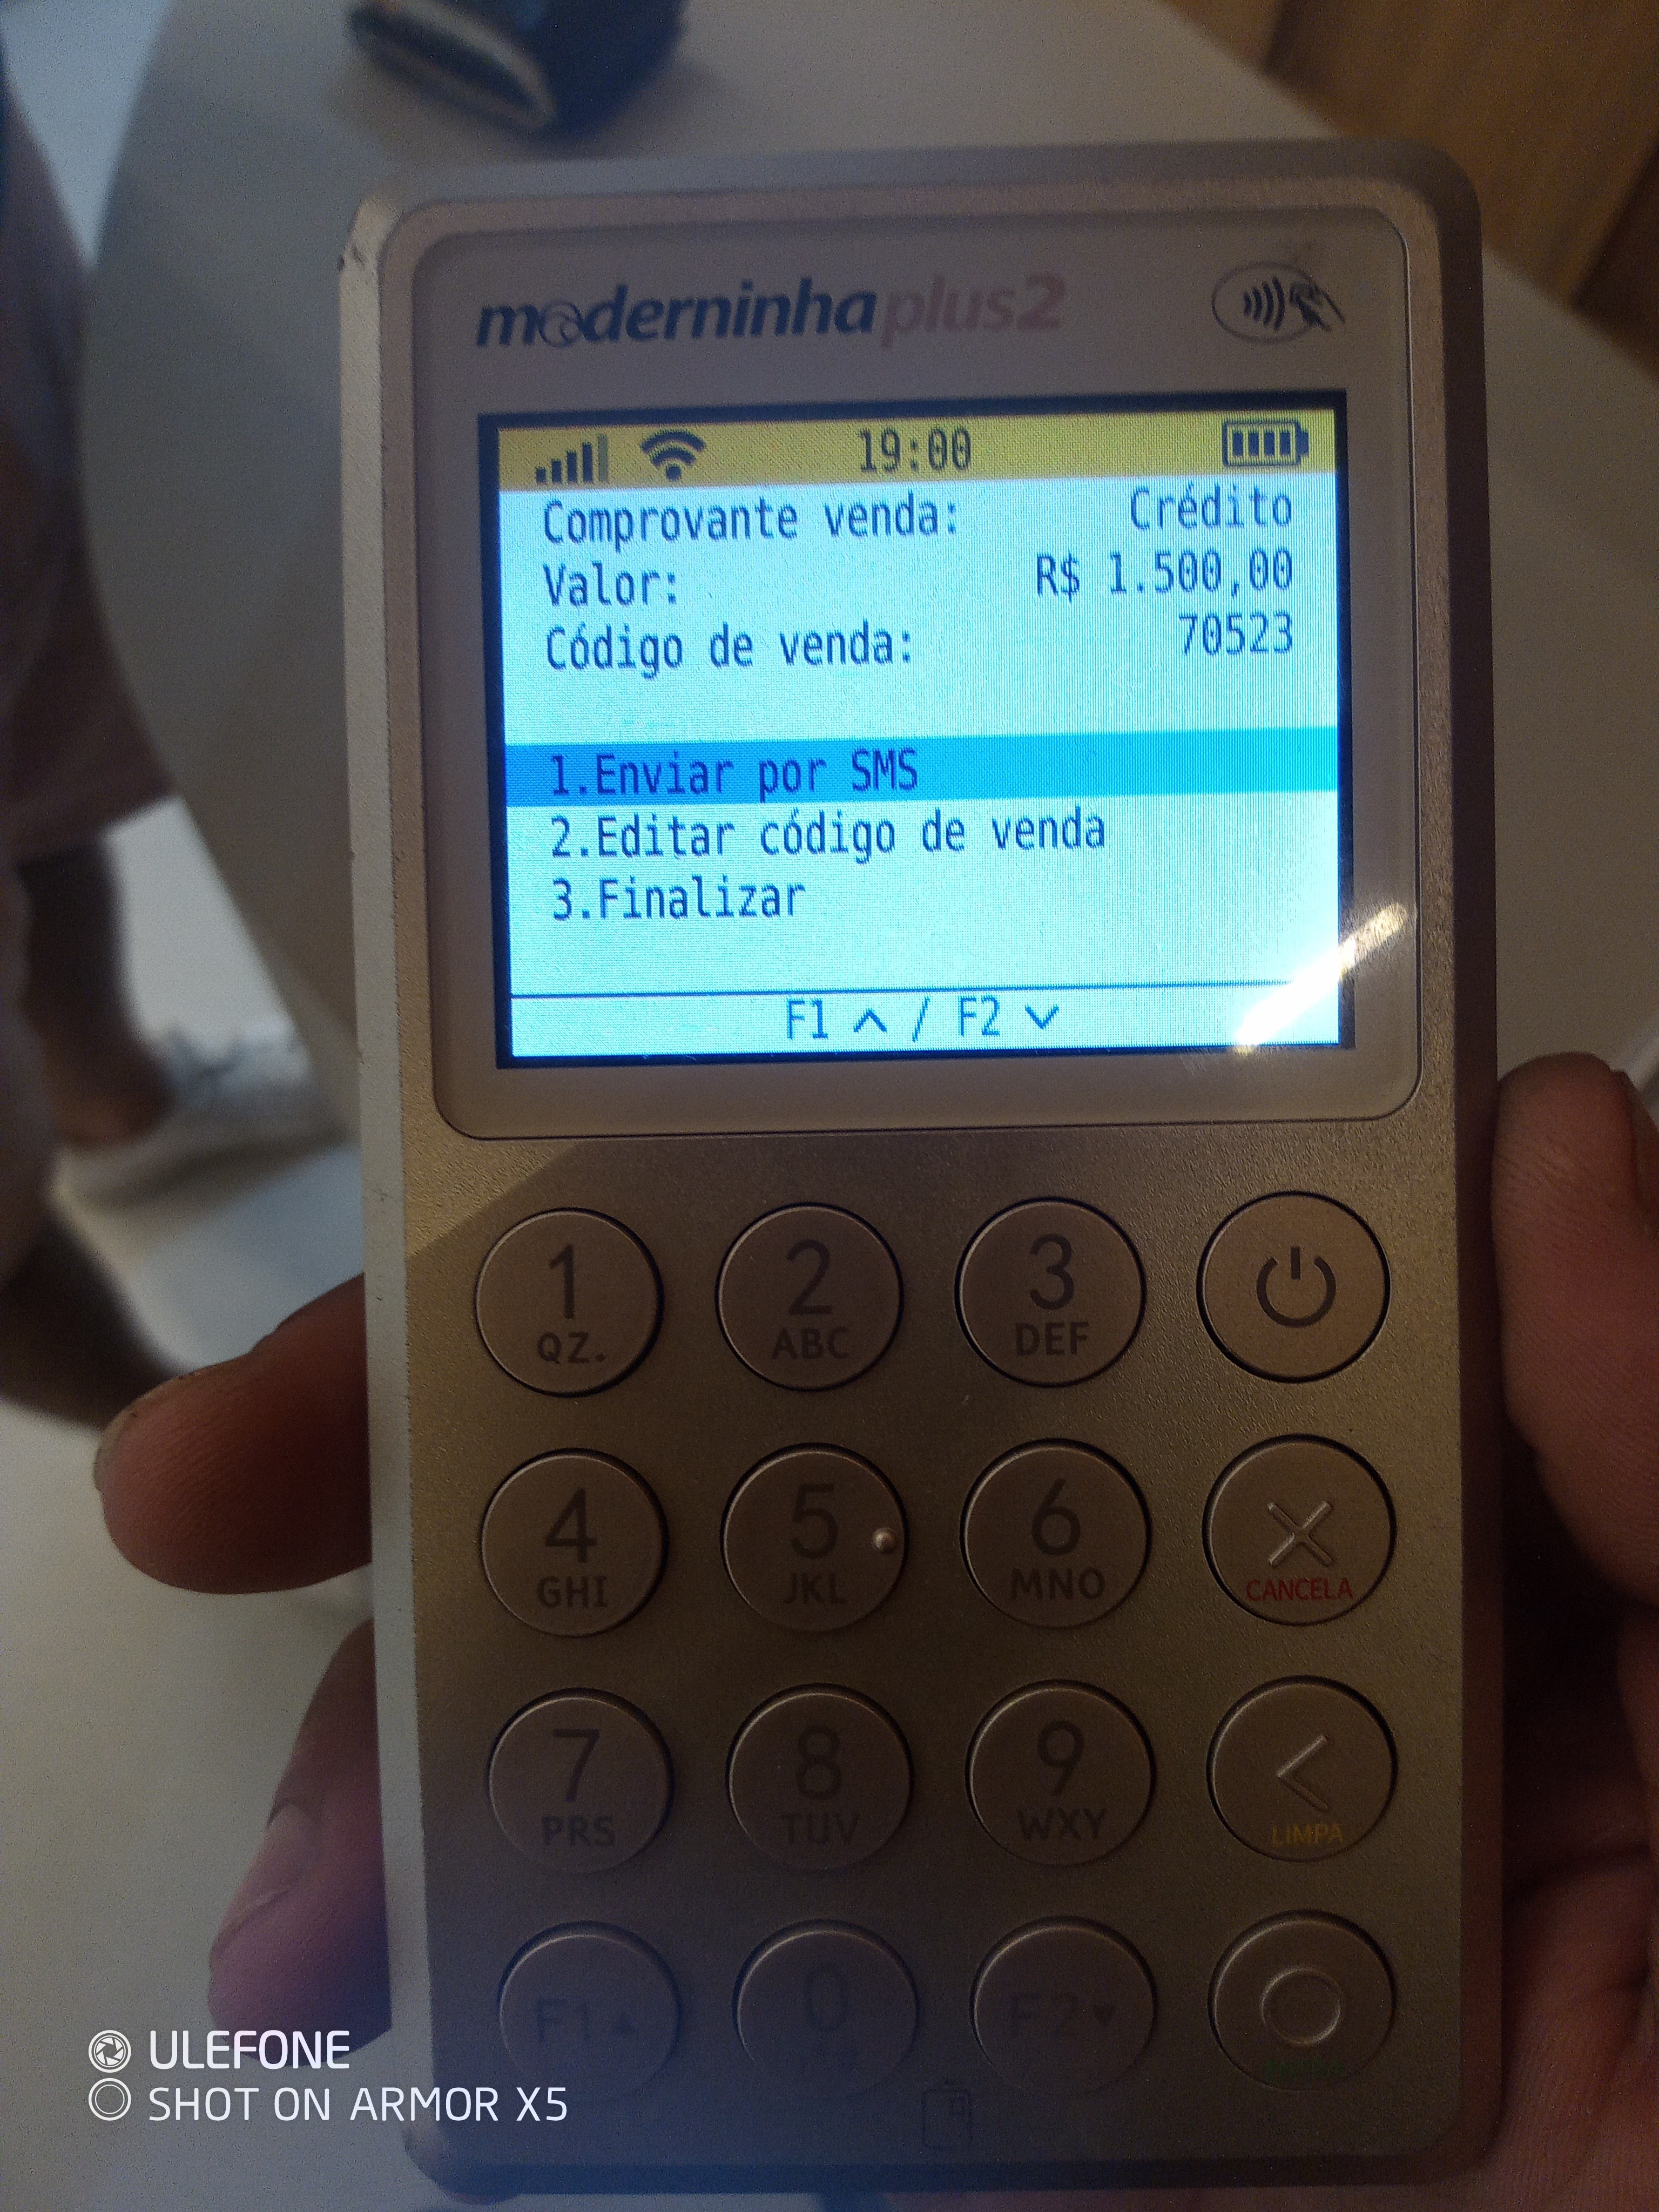 moderninhaplus2
19:00
Comprovante venda: Crédito
Valor: R$ 1.500,00
Código de venda: 70523
1.Enviar por SMS
2.Editar código de venda
3.Finalizar
F1 ^ / F2 v
1 2 3
QZ. ABC DEF
4 5 6
GHI JKL MNO CANCELA
7 8 9
PRS TUV WXY LIMPA
F1▲ 0 F2▼
ULEFONE
SHOT ON ARMOR X5